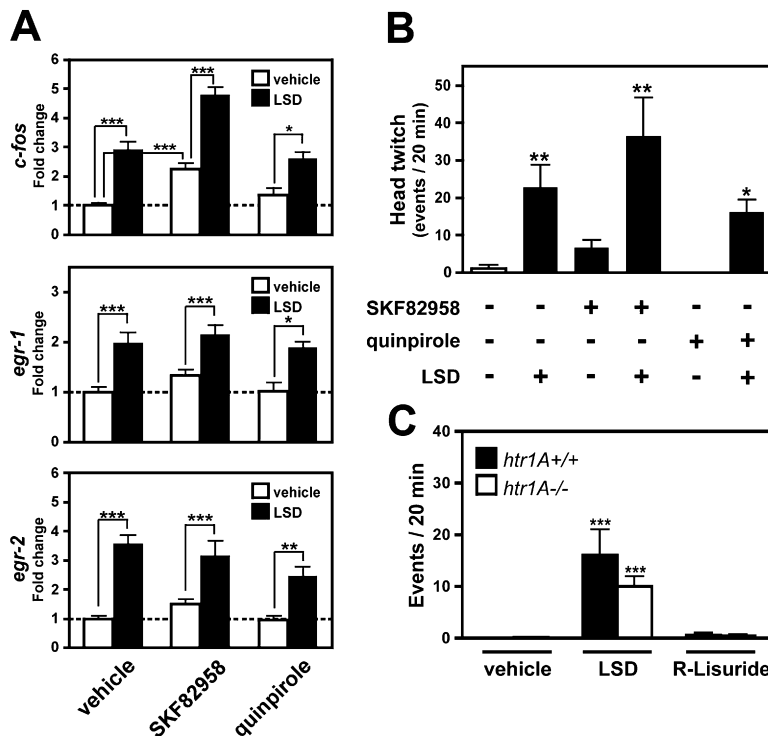 A
6
5
4
3
2
1
0
c-fos
Fold change
vehicle
LSD
***
***
***
*
3
2
1
0
egr-1
Fold change
vehicle
LSD
***
***
*
6
5
4
3
2
1
0
egr-2
Fold change
vehicle
LSD
***
***
**
vehicle
SKF82958
quinpirole
B
50
40
30
20
10
0
Head twitch
(events / 20 min)
**
**
*
SKF82958 - - + + - -
quinpirole - - - - + +
LSD - + - + - +
C
40
30
20
10
0
Events / 20 min
htr1A+/+
htr1A-/-
***
***
vehicle LSD R-Lisuride